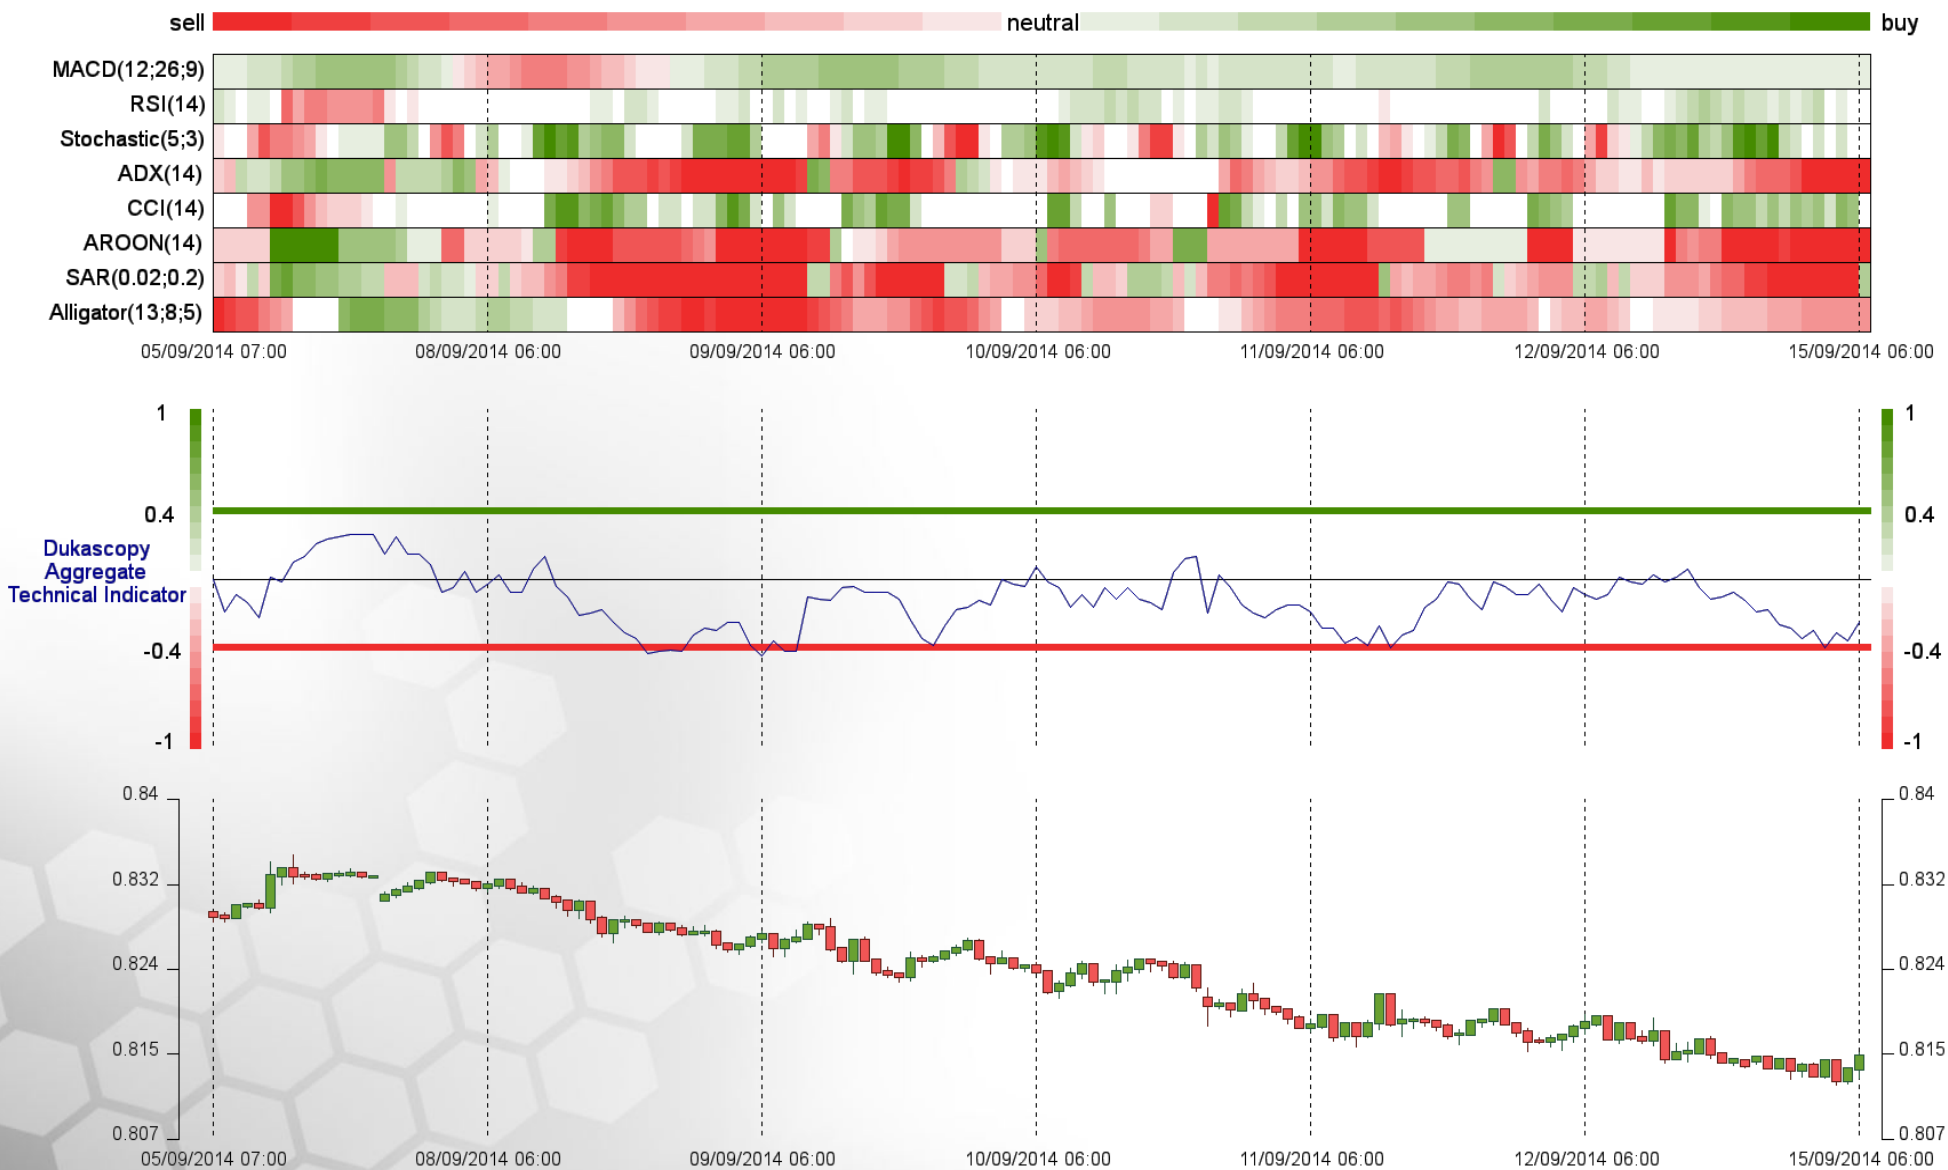 sell neutral buy
MACD(12;26;9)
RSI(14)
Stochastic(5;3)
ADX(14)
CCI(14)
AROON(14)
SAR(0.02;0.2)
Alligator(13;8;5)
05/09/2014 07:00 08/09/2014 06:00 09/09/2014 06:00 10/09/2014 06:00 11/09/2014 06:00 12/09/2014 06:00 15/09/2014 06:00
1 1
0.4 0.4
Dukascopy
Aggregate
Technical Indicator
-0.4 -0.4
-1 -1
0.84 0.84
0.832 0.832
0.824 0.824
0.815 0.815
0.807 0.807
05/09/2014 07:00 08/09/2014 06:00 09/09/2014 06:00 10/09/2014 06:00 11/09/2014 06:00 12/09/2014 06:00 15/09/2014 06:00